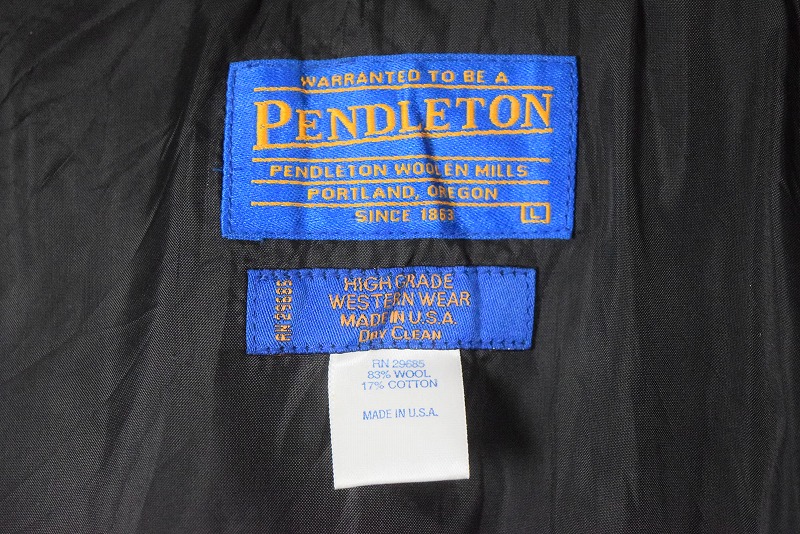 WARRANTED TO BE A
PENDLETON
PENDLETON WOOLEN MILLS
PORTLAND, OREGON
SINCE 1863
L
RN 29685
HIGH GRADE
WESTERN WEAR
MADE IN U.S.A.
DRY CLEAN
RN 29685
83% WOOL
17% COTTON
MADE IN U.S.A.